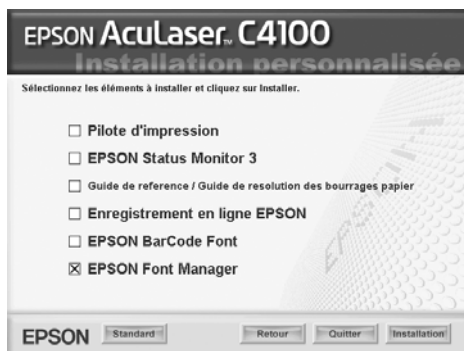 EPSON AcuLaser™ C4100
Installation personnalisée
Sélectionnez les éléments à installer et cliquez sur Installer.
Pilote d'impression
EPSON Status Monitor 3
Guide de reference / Guide de resolution des bourrages papier
Enregistrement en ligne EPSON
EPSON BarCode Font
EPSON Font Manager
EPSON
EPSON Standard Retour Quitter Installation